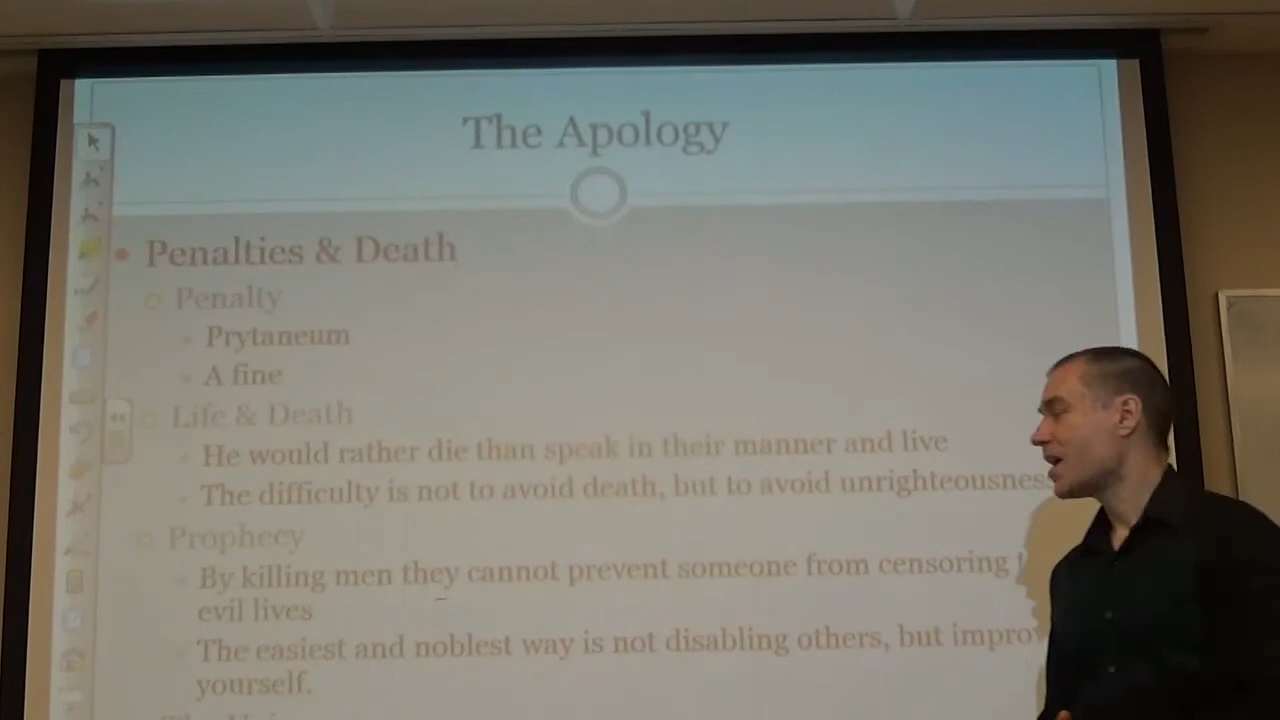 The Apology
Penalties & Death
Penalty
Prytaneum
A fine
Life & Death
He would rather die than speak in their manner and live
The difficulty is not to avoid death, but to avoid unrighteousness
Prophecy
By killing men they cannot prevent someone from censoring
evil lives
The easiest and noblest way is not disabling others, but
yourself.